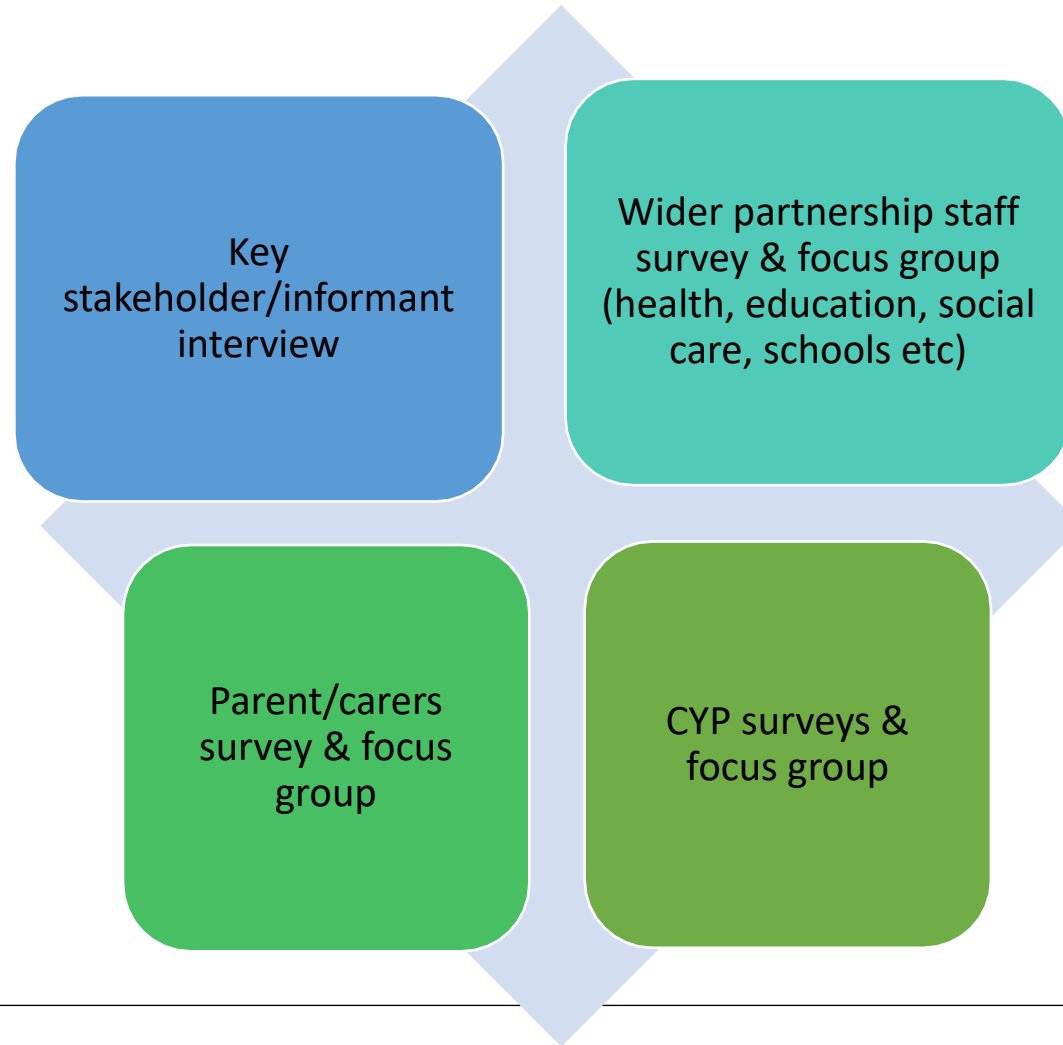 Key
stakeholder/informant
interview
Wider partnership staff
survey & focus group
(health, education, social
care, schools etc)
Parent/carers
survey & focus
group
CYP surveys &
focus group